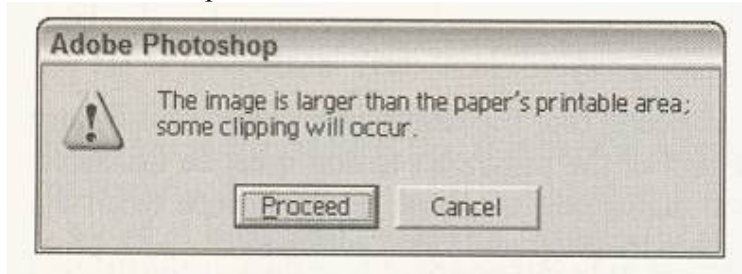 Adobe Photoshop
The image is larger than the paper's printable area;
some clipping will occur.
Proceed
Cancel